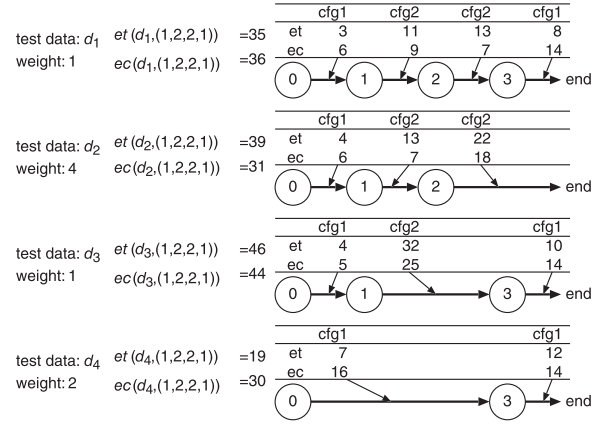 cfg1 cfg2 cfg2 cfg1
test data: d1 et(d1,(1,2,2,1)) =35 et 3 11 13 8
weight: 1 ec(d1,(1,2,2,1)) =36 ec 6 9 7 14
0 1 2 3 end
cfg1 cfg2 cfg2
test data: d2 et(d2,(1,2,2,1)) =39 et 4 13 22
weight: 4 ec(d2,(1,2,2,1)) =31 ec 6 7 18
0 1 2 end
cfg1 cfg2 cfg1
test data: d3 et(d3,(1,2,2,1)) =46 et 4 32 10
weight: 1 ec(d3,(1,2,2,1)) =44 ec 5 25 14
0 1 3 end
cfg1 cfg1
test data: d4 et(d4,(1,2,2,1)) =19 et 7 12
weight: 2 ec(d4,(1,2,2,1)) =30 ec 16 14
0 3 end